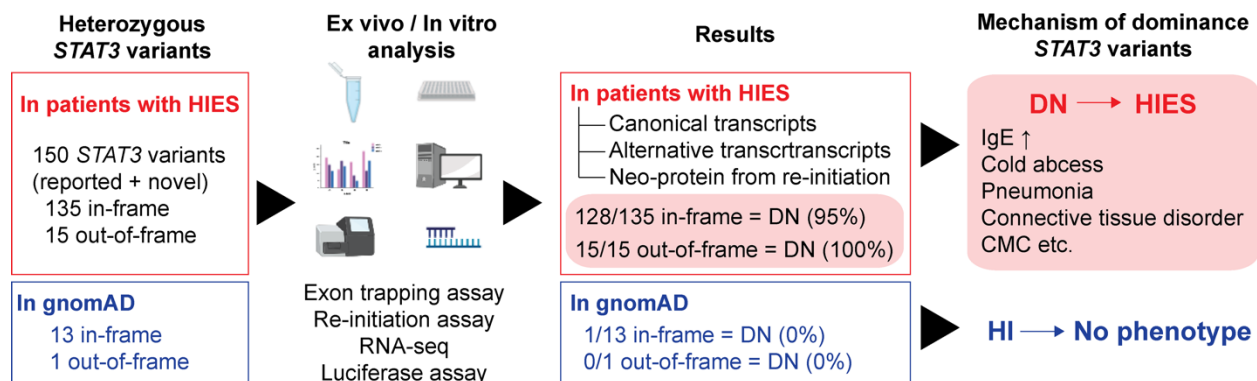 Heterozygous
STAT3 variants
In patients with HIES
150 STAT3 variants
(reported + novel)
135 in-frame
15 out-of-frame
In gnomAD
13 in-frame
1 out-of-frame
Ex vivo / In vitro
analysis
Exon trapping assay
Re-initiation assay
RNA-seq
Luciferase assay
Results
In patients with HIES
Canonical transcripts
Alternative transcrtranscripts
Neo-protein from re-initiation
128/135 in-frame = DN (95%)
15/15 out-of-frame = DN (100%)
In gnomAD
1/13 in-frame = DN (0%)
0/1 out-of-frame = DN (0%)
Mechanism of dominance
STAT3 variants
DN → HIES
IgE ↑
Cold abcess
Pneumonia
Connective tissue disorder
CMC etc.
HI → No phenotype